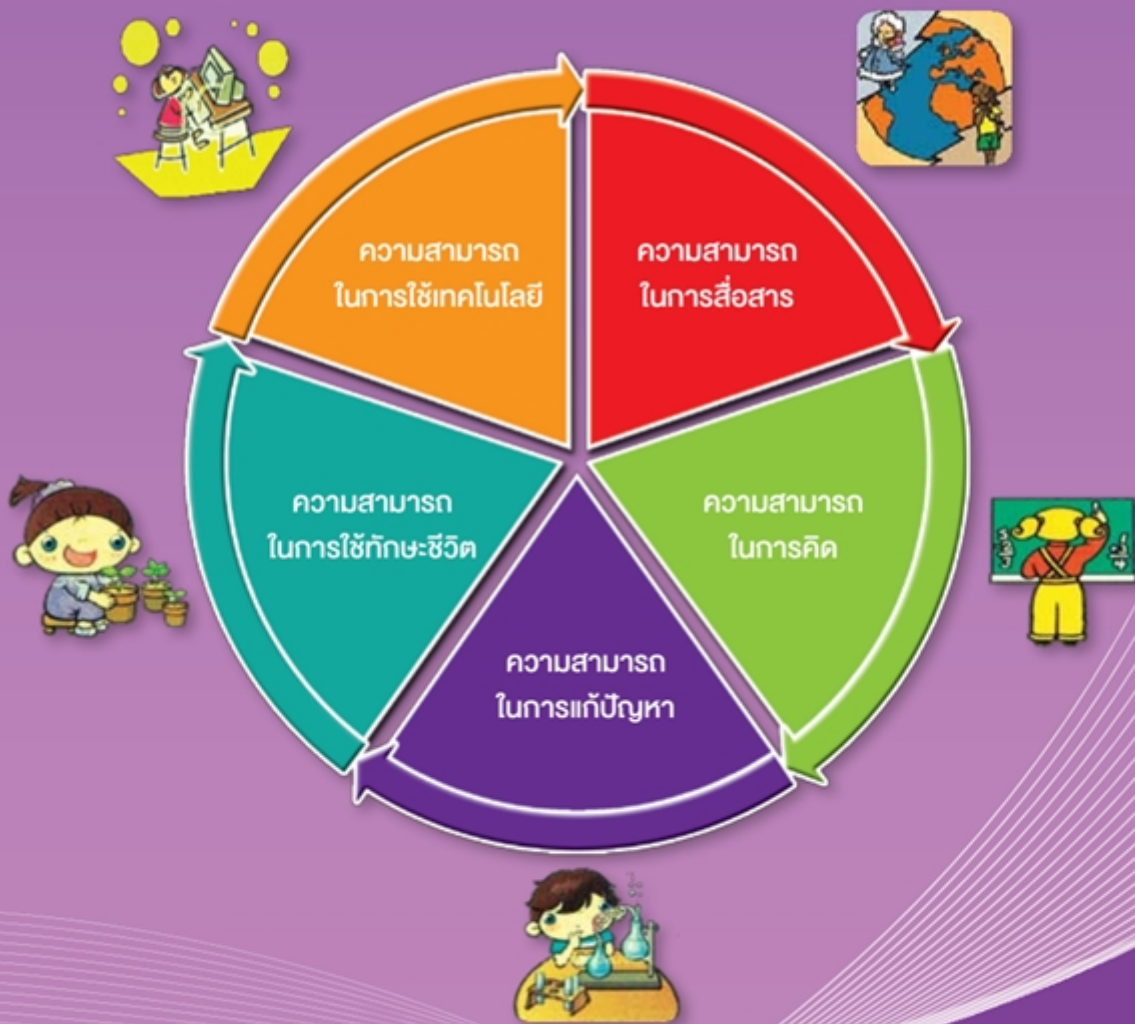 ความสามารถ
ในการสื่อสาร
ความสามารถ
ในการคิด
ความสามารถ
ในการแก้ปัญหา
ความสามารถ
ในการใช้ทักษะชีวิต
ความสามารถ
ในการใช้เทคโนโลยี